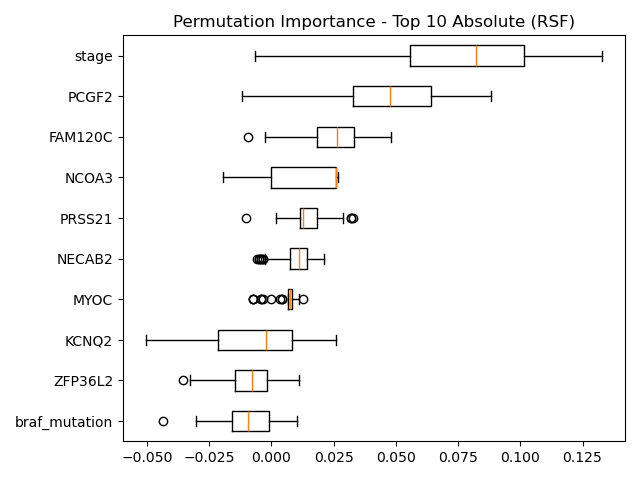 Permutation Importance - Top 10 Absolute (RSF)
stage
PCGF2
FAM120C
NCOA3
PRSS21
NECAB2
MYOC
KCNQ2
ZFP36L2
braf_mutation
−0.050 −0.025 0.000 0.025 0.050 0.075 0.100 0.125